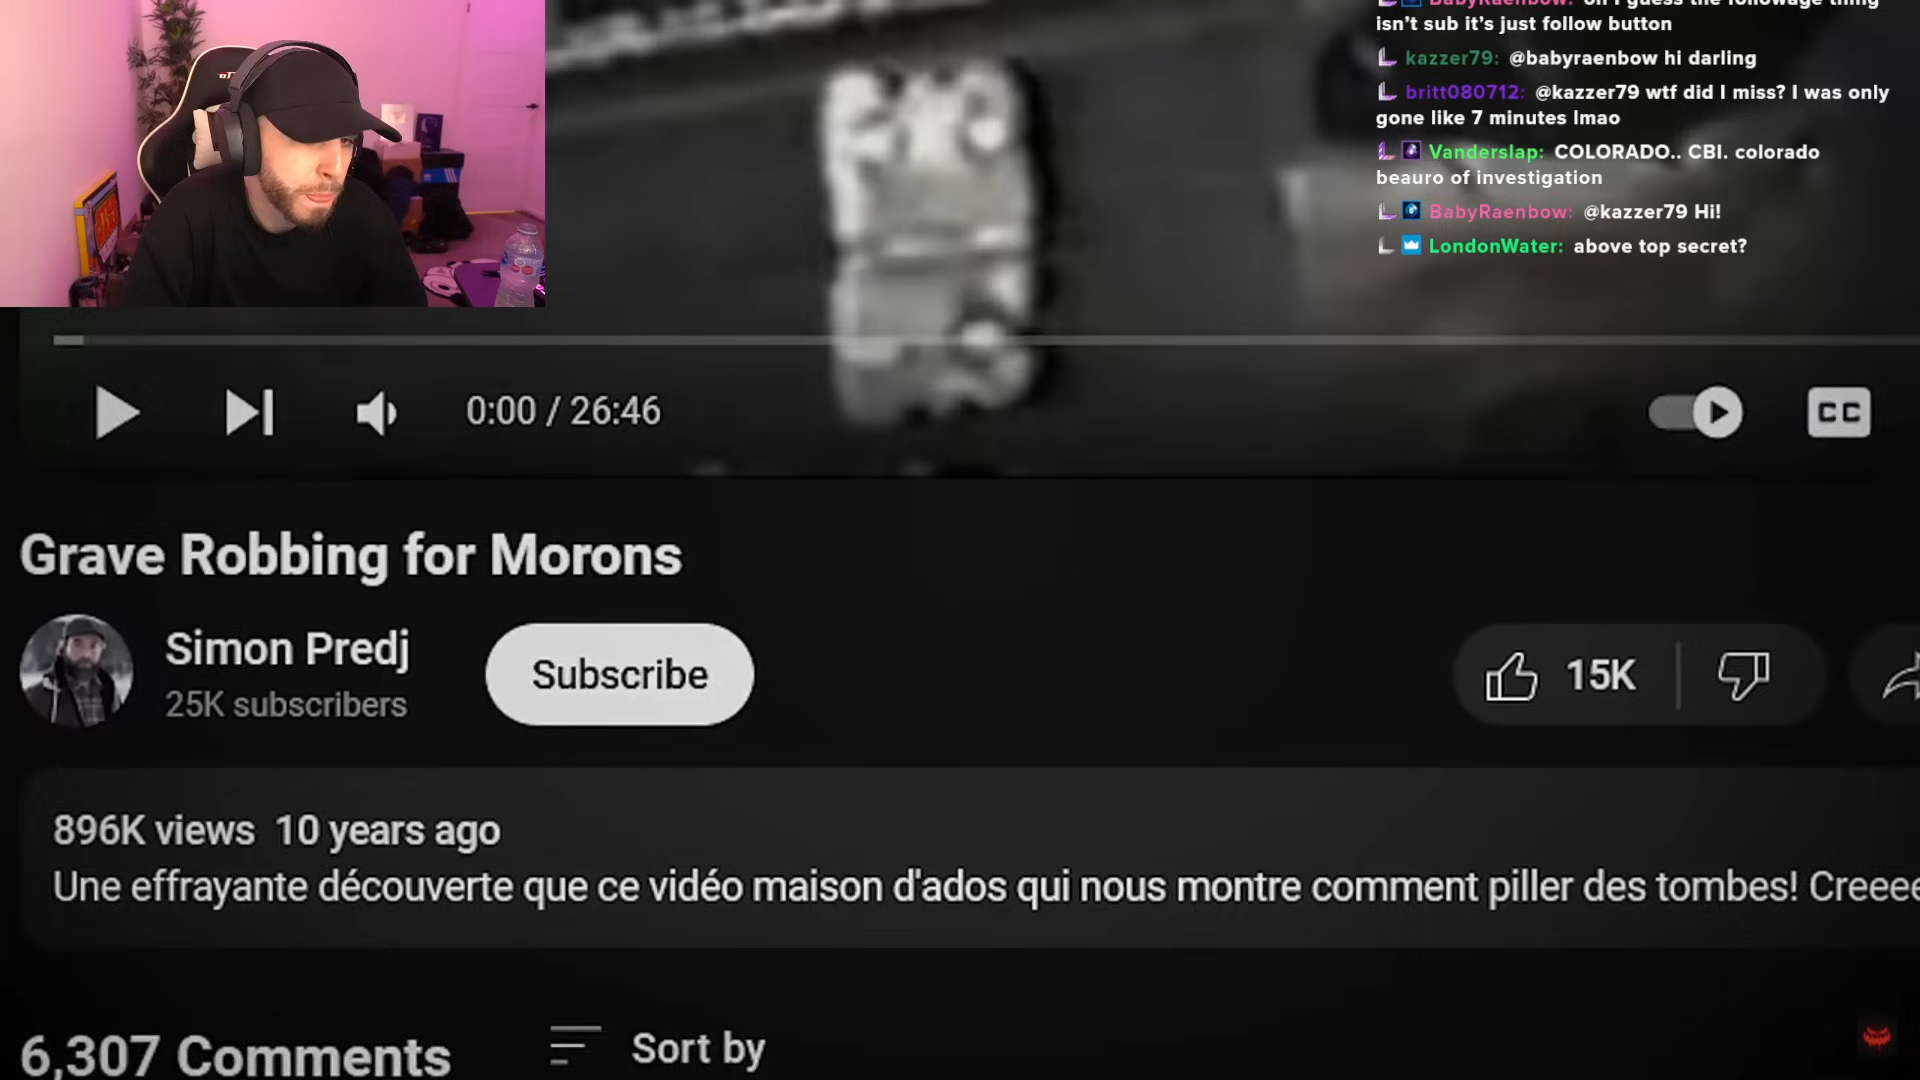 isn't sub it's just follow button
kazzer79: @babyraenbow hi darling
britt080712: @kazzer79 wtf did I miss? I was only
gone like 7 minutes lmao
Vanderslap: COLORADO.. CBI. colorado
beauro of investigation
BabyRaenbow: @kazzer79 Hi!
LondonWater: above top secret?
0:00 / 26:46
CC
Grave Robbing for Morons
Simon Predj
25K subscribers
Subscribe
15K
896K views 10 years ago
Une effrayante découverte que ce vidéo maison d'ados qui nous montre comment piller des tombes! Creeee
6,307 Comments
Sort by